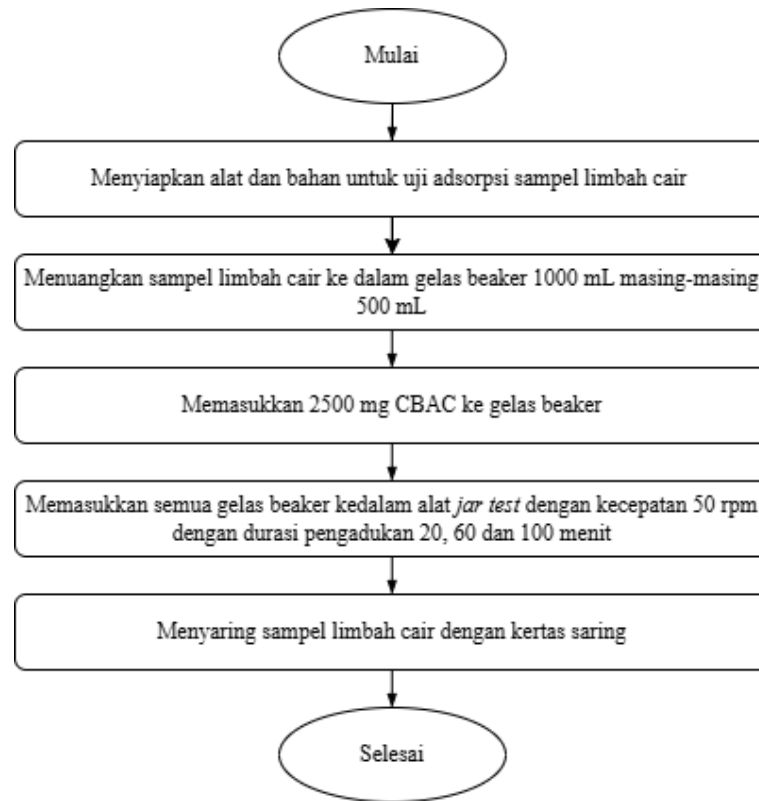 Mulai
Menyiapkan alat dan bahan untuk uji adsorpsi sampel limbah cair
Menuangkan sampel limbah cair ke dalam gelas beaker 1000 mL masing-masing
500 mL
Memasukkan 2500 mg CBAC ke gelas beaker
Memasukkan semua gelas beaker kedalam alat jar test dengan kecepatan 50 rpm
dengan durasi pengadukan 20, 60 dan 100 menit
Menyaring sampel limbah cair dengan kertas saring
Selesai